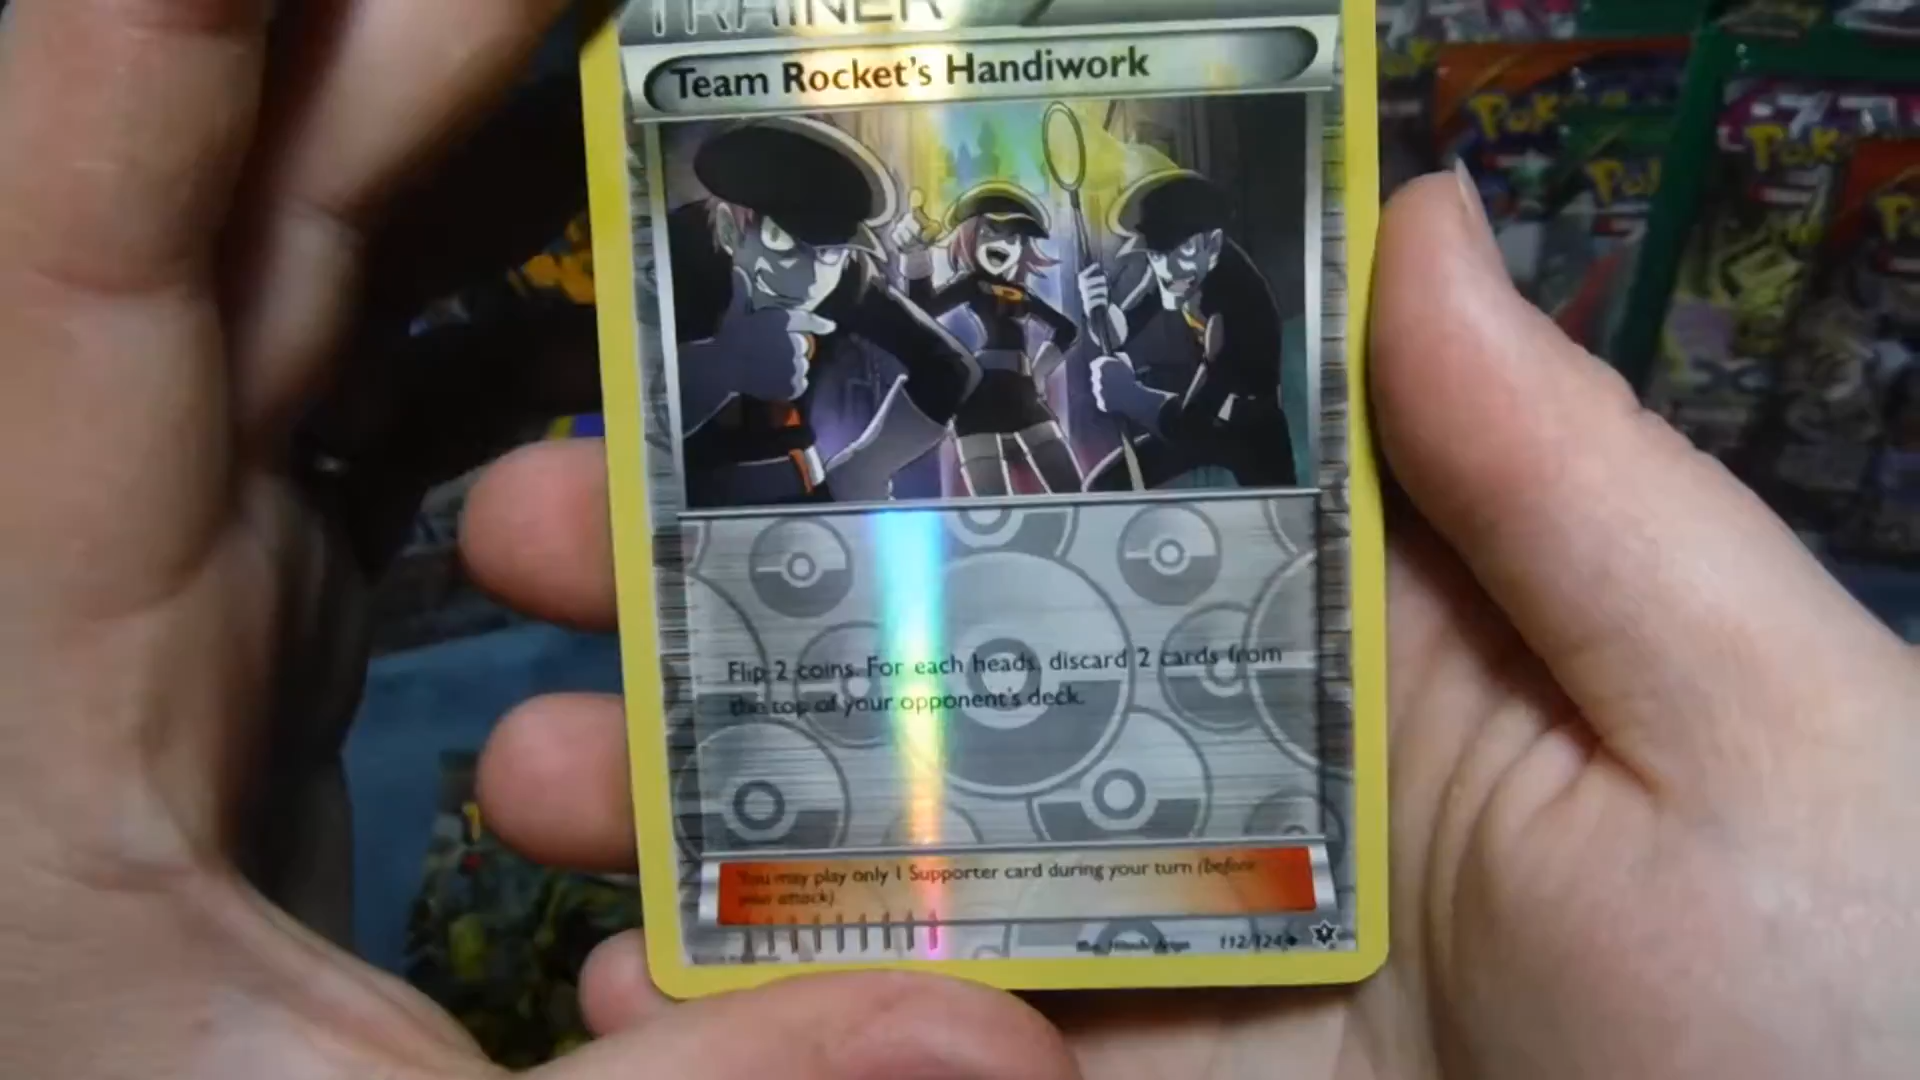 TRAINER
Team Rocket's Handiwork
Flip 2 coins. For each heads, discard 2 cards from
the top of your opponent's deck.
You may play only 1 Supporter card during your turn (before
your attack).
112/124